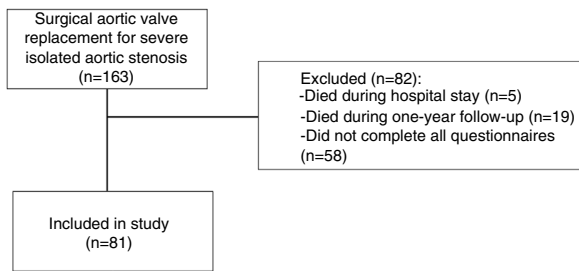 Surgical aortic valve
replacement for severe
isolated aortic stenosis
(n=163)
Excluded (n=82):
-Died during hospital stay (n=5)
-Died during one-year follow-up (n=19)
-Did not complete all questionnaires
(n=58)
Included in study
(n=81)